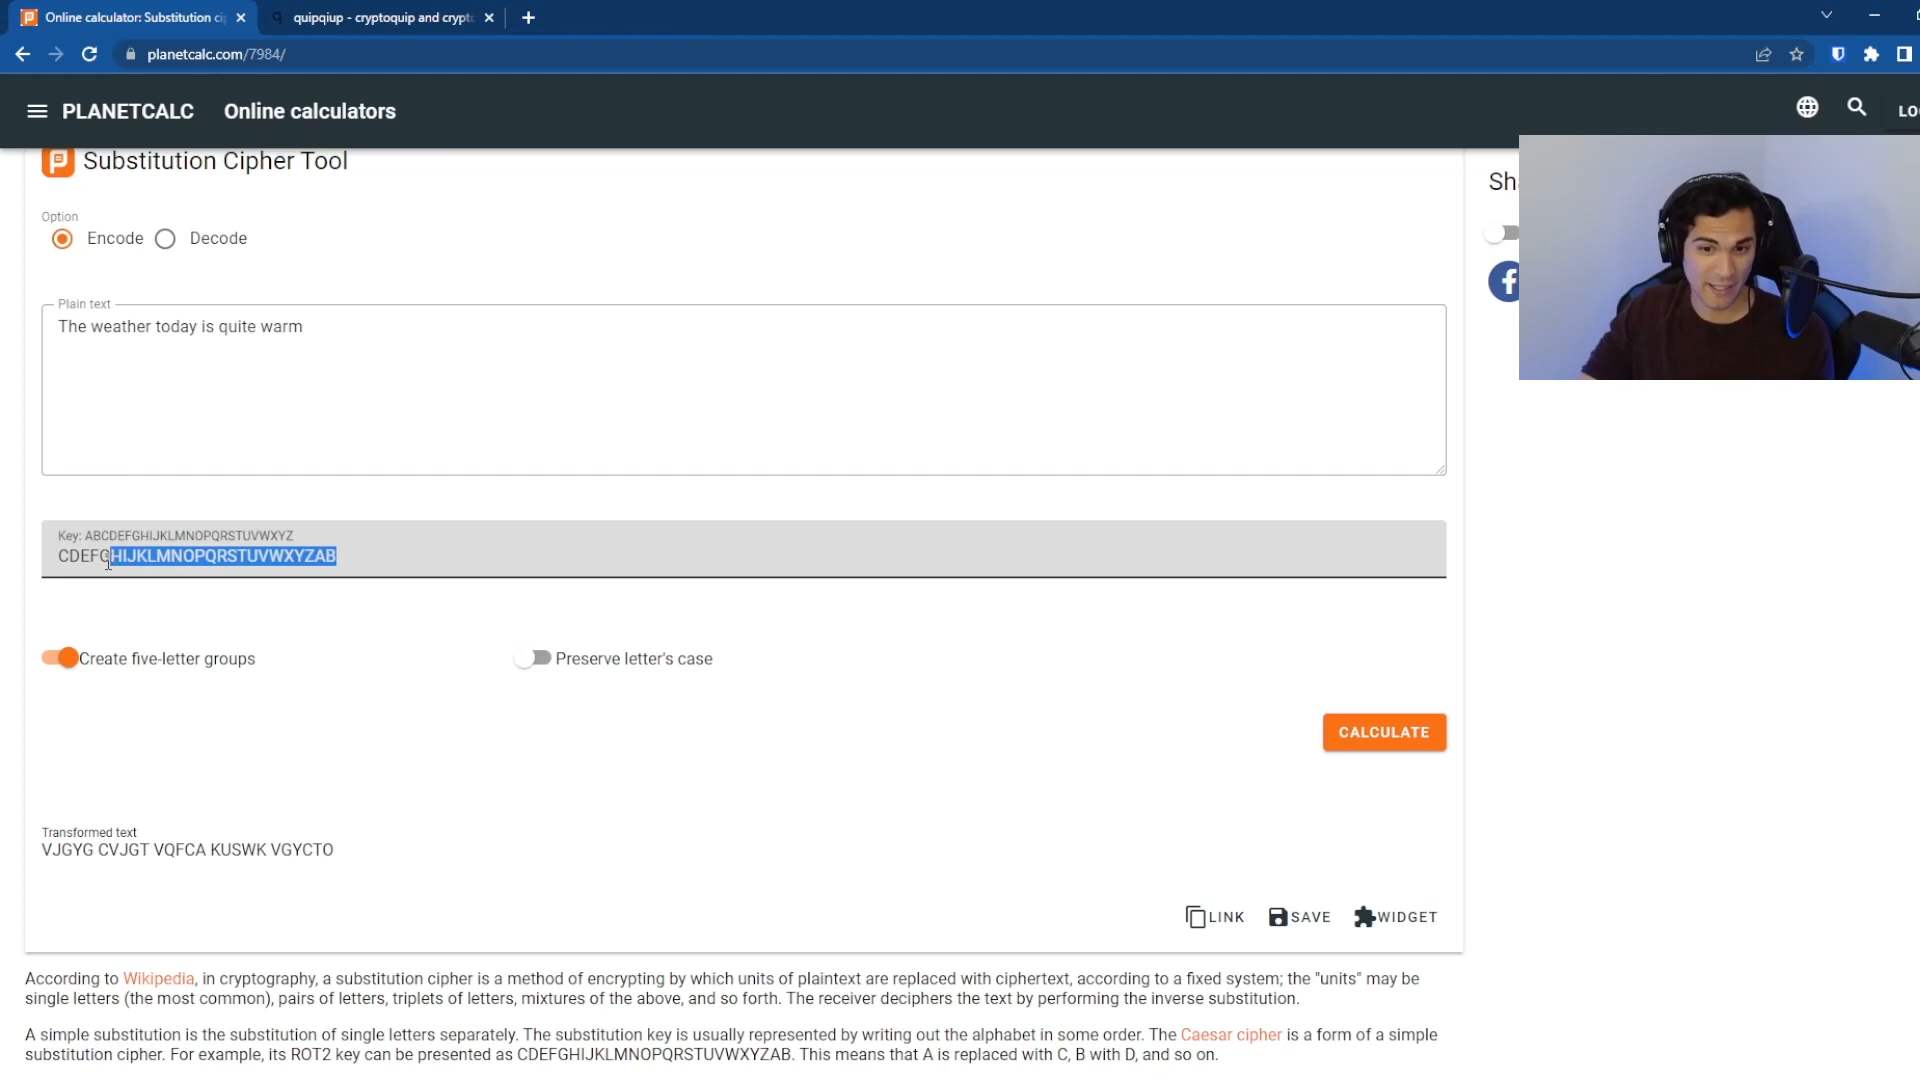 Online calculator: Substitution ci
quipqiup - cryptoquip and crypt
planetcalc.com/7984/
PLANETCALC
Online calculators
LO
Substitution Cipher Tool
Sh
Option
Encode
Decode
Plain text
The weather today is quite warm
Key: ABCDEFGHIJKLMNOPQRSTUVWXYZ
CDEFGHIJKLMNOPQRSTUVWXYZAB
Create five-letter groups
Preserve letter's case
CALCULATE
Transformed text
VJGYG CVJGT VQFCA KUSWK VGYCTO
LINK
SAVE
WIDGET
According to Wikipedia, in cryptography, a substitution cipher is a method of encrypting by which units of plaintext are replaced with ciphertext, according to a fixed system; the "units" may be
single letters (the most common), pairs of letters, triplets of letters, mixtures of the above, and so forth. The receiver deciphers the text by performing the inverse substitution.
A simple substitution is the substitution of single letters separately. The substitution key is usually represented by writing out the alphabet in some order. The Caesar cipher is a form of a simple
substitution cipher. For example, its ROT2 key can be presented as CDEFGHIJKLMNOPQRSTUVWXYZAB. This means that A is replaced with C, B with D, and so on.